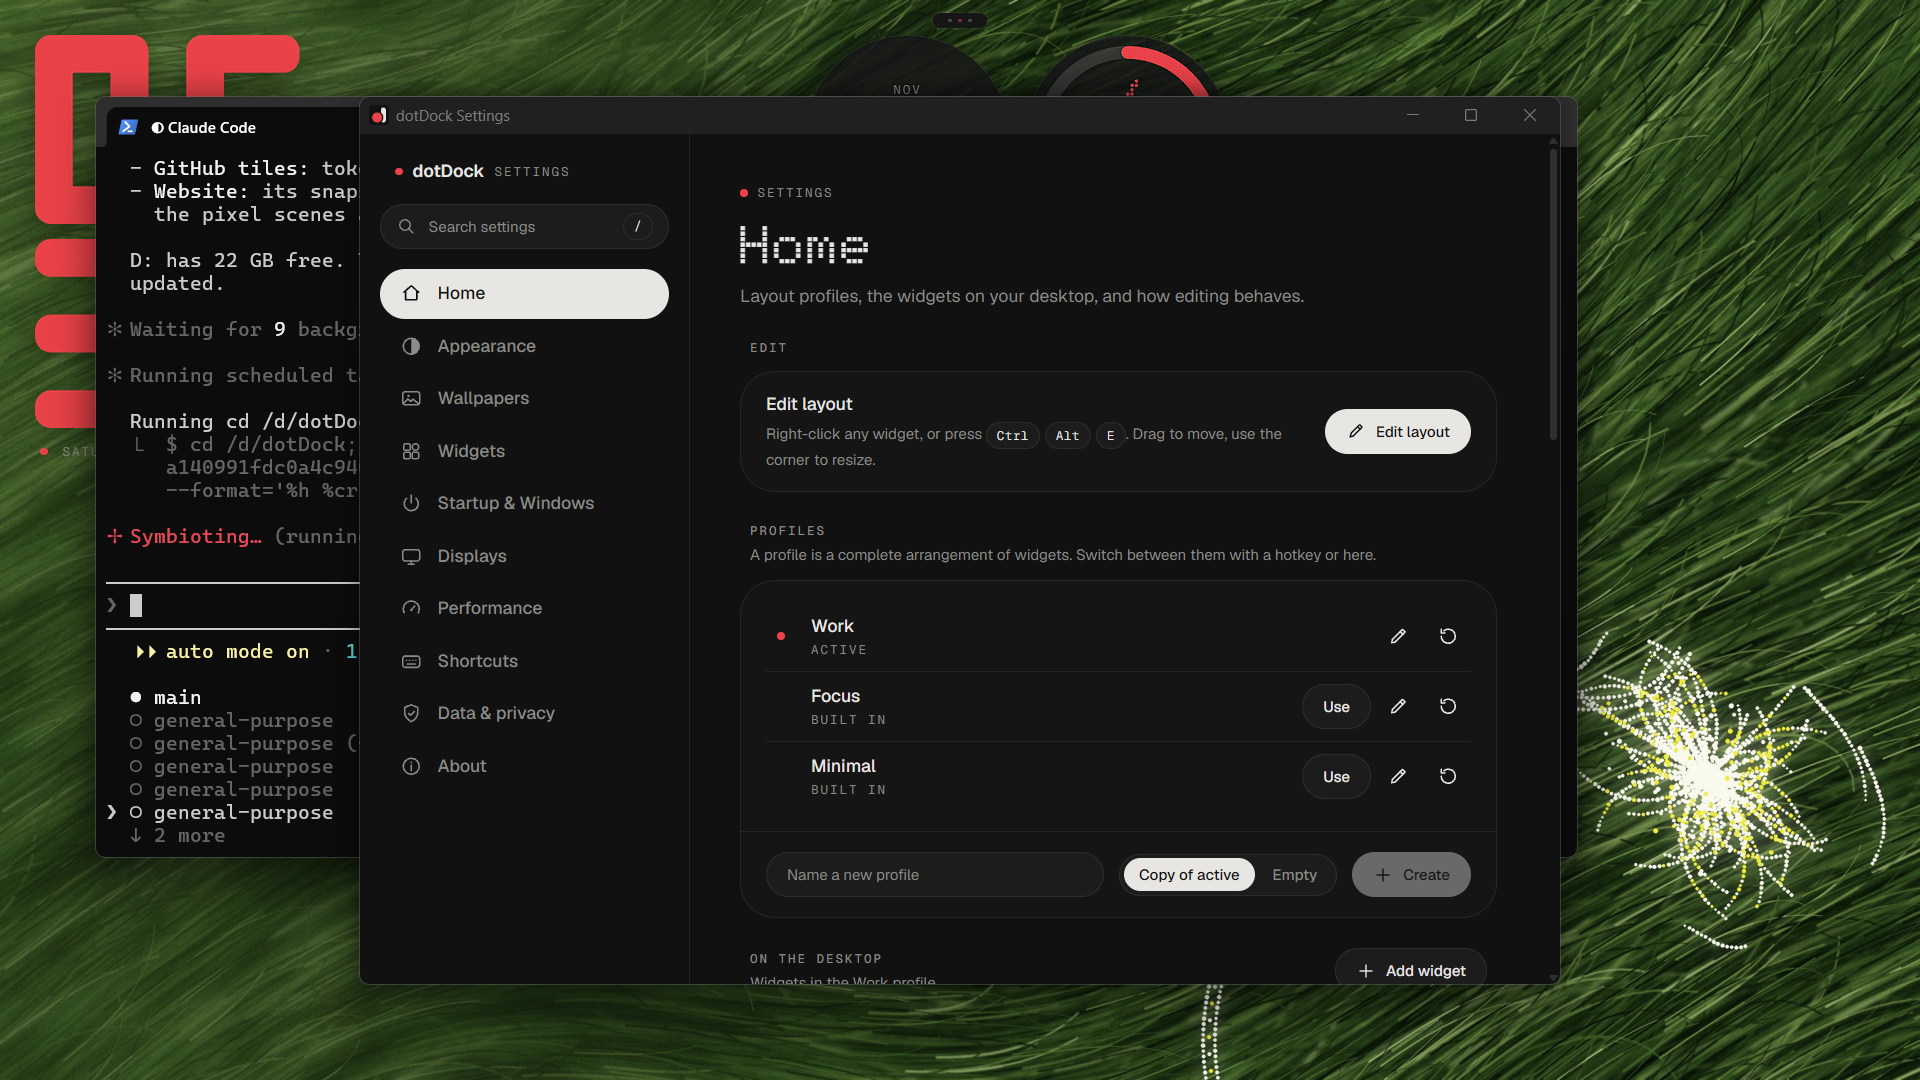 NOV
Claude Code
– GitHub tiles: tok
– Website: its snap
the pixel scenes
D: has 22 GB free.
updated.
Waiting for 9 backg
Running scheduled t
Running cd /d/dotDo
$ cd /d/dotDock;
a140991fdc0a4c94
--format='%h %cr
Symbioting… (runnin
❯
auto mode on · 1
main
general-purpose
general-purpose (
general-purpose
general-purpose
❯ general-purpose
↓ 2 more
SATU
dotDock Settings
dotDock SETTINGS
Search settings /
Home
Appearance
Wallpapers
Widgets
Startup & Windows
Displays
Performance
Shortcuts
Data & privacy
About
SETTINGS
Home
Layout profiles, the widgets on your desktop, and how editing behaves.
EDIT
Edit layout
Right-click any widget, or press Ctrl Alt E. Drag to move, use the
corner to resize.
Edit layout
PROFILES
A profile is a complete arrangement of widgets. Switch between them with a hotkey or here.
Work
ACTIVE
Focus
BUILT IN
Use
Minimal
BUILT IN
Use
Name a new profile
Copy of active
Empty
+ Create
ON THE DESKTOP
Widgets in the Work profile
+ Add widget